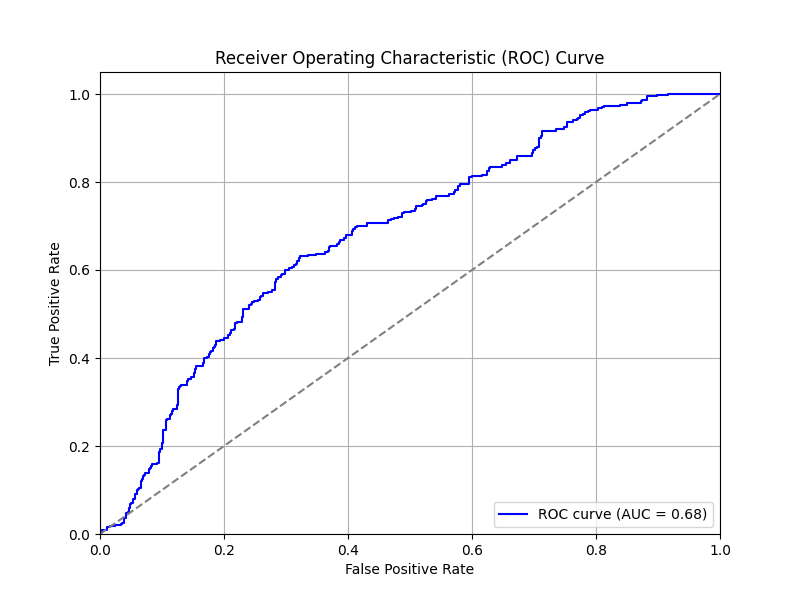 Receiver Operating Characteristic (ROC) Curve
True Positive Rate
1.0
0.8
0.6
0.4
0.2
0.0
0.0 0.2 0.4 0.6 0.8 1.0
False Positive Rate
ROC curve (AUC = 0.68)